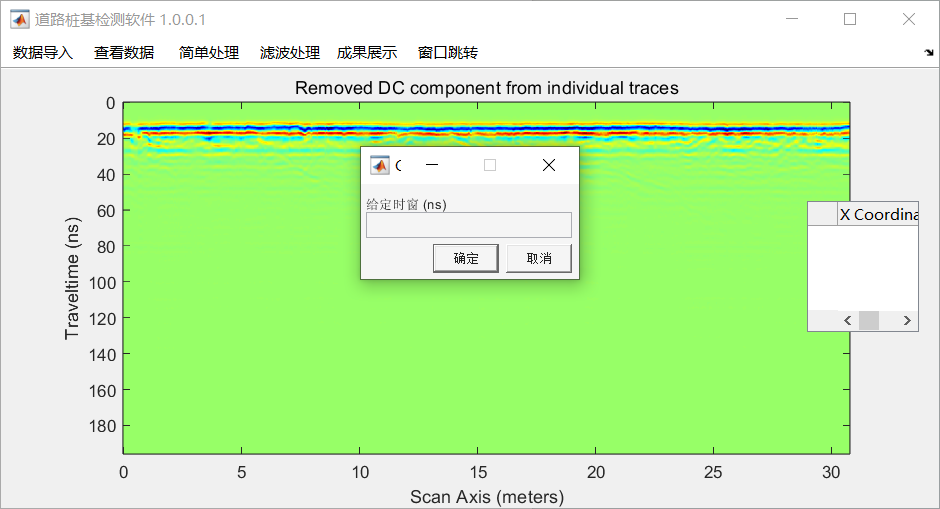 道路桩基检测软件 1.0.0.1
数据导入 查看数据 简单处理 滤波处理 成果展示 窗口跳转
Removed DC component from individual traces
0
20
40
60
80
100
120
140
160
180
Traveltime (ns)
给定时窗 (ns)
确定 取消
X Coordina
0 5 10 15 20 25 30
Scan Axis (meters)